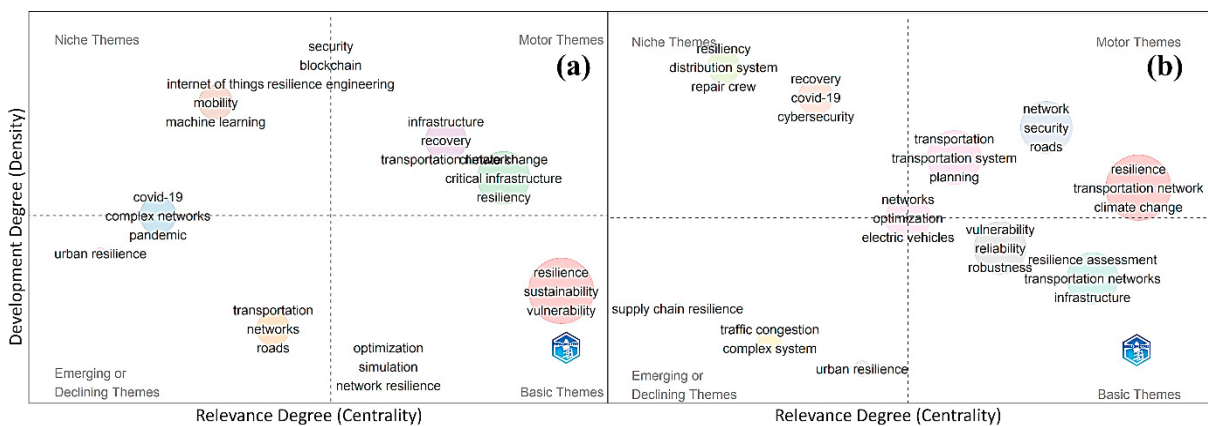 Niche Themes
Motor Themes
(a)
security
blockchain
internet of things
resilience engineering
mobility
machine learning
infrastructure
recovery
transportation network
climate change
critical infrastructure
resiliency
covid-19
complex networks
pandemic
urban resilience
resilience
sustainability
vulnerability
transportation
networks
roads
optimization
simulation
network resilience
Emerging or
Declining Themes
Basic Themes
Development Degree (Density)
Relevance Degree (Centrality)
Niche Themes
Motor Themes
(b)
resiliency
distribution system
repair crew
recovery
covid-19
cybersecurity
network
security
roads
transportation
transportation system
planning
resilience
transportation network
climate change
networks
optimization
electric vehicles
vulnerability
reliability
robustness
resilience assessment
transportation networks
infrastructure
supply chain resilience
traffic congestion
complex system
urban resilience
Emerging or
Declining Themes
Basic Themes
Relevance Degree (Centrality)